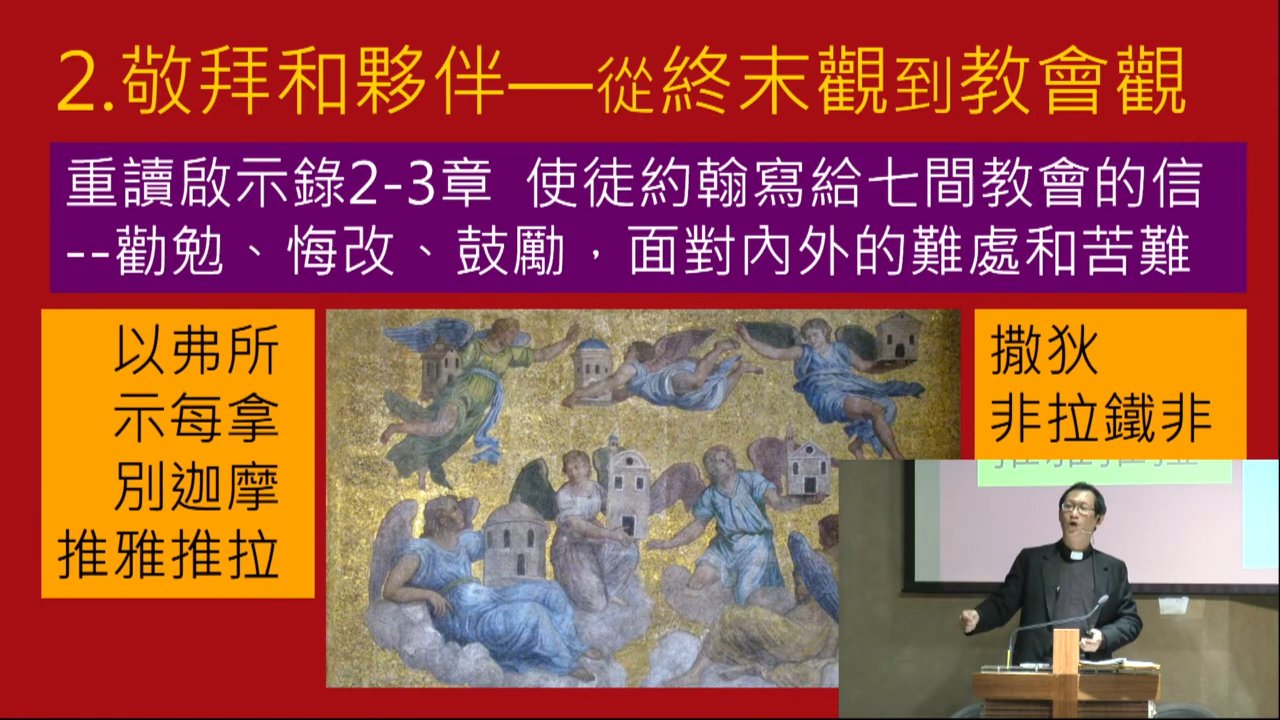 2.敬拜和夥伴—從終末觀到教會觀
重讀啟示錄2-3章 使徒約翰寫給七間教會的信
--勸勉、悔改、鼓勵，面對內外的難處和苦難
以弗所
示每拿
別迦摩
推雅推拉
撒狄
非拉鐵非